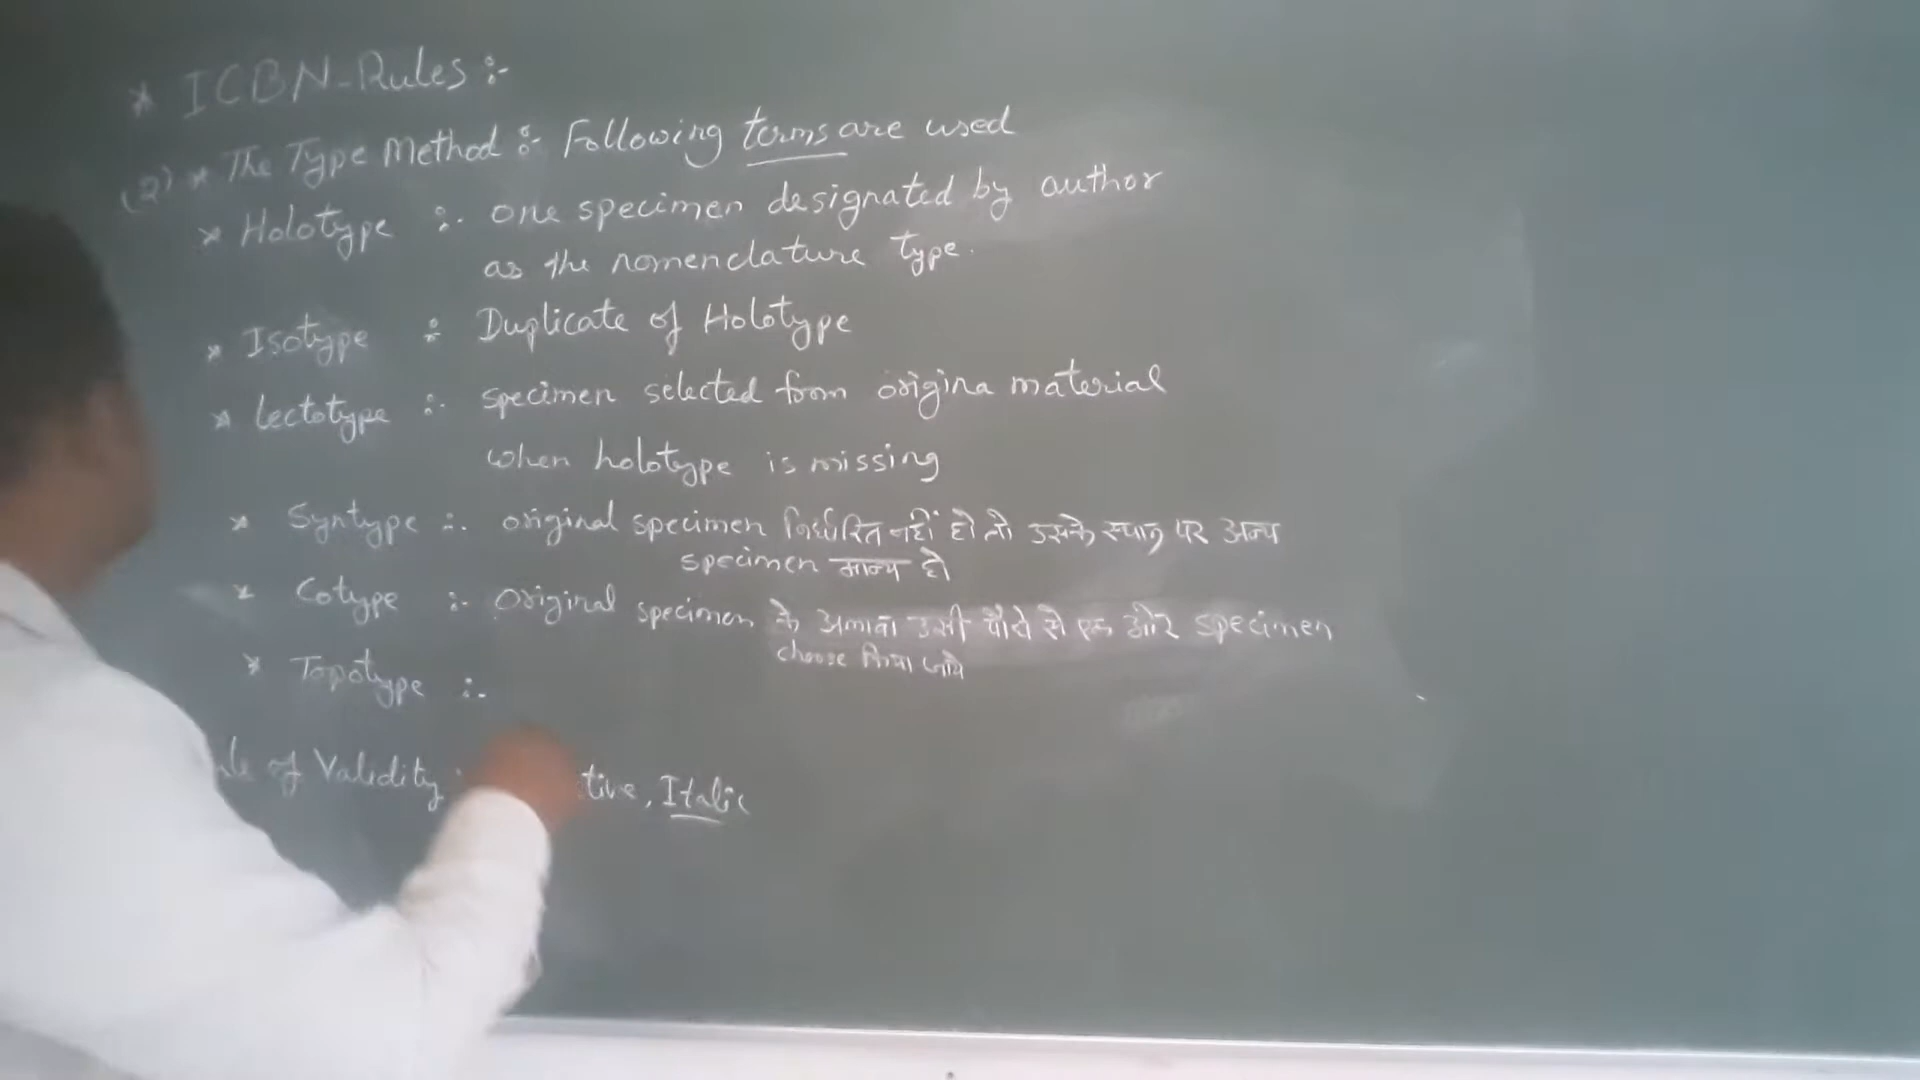 * ICBN-Rules :-
(2) * The Type Method :- Following terms are used
* Holotype :- one specimen designated by author
as the nomenclature type.
* Isotype : Duplicate of Holotype
* Lectotype :- specimen selected from origina material
when holotype is missing
* Syntype :- original specimen निर्धारित नहीं हो तो उसके स्थान पर अन्य
specimen मान्य हो
* Cotype :- Original specimen के अलावा उसी पौधे से एक और specimen
choose किया जाये
* Topotype :-
of Validity Italic